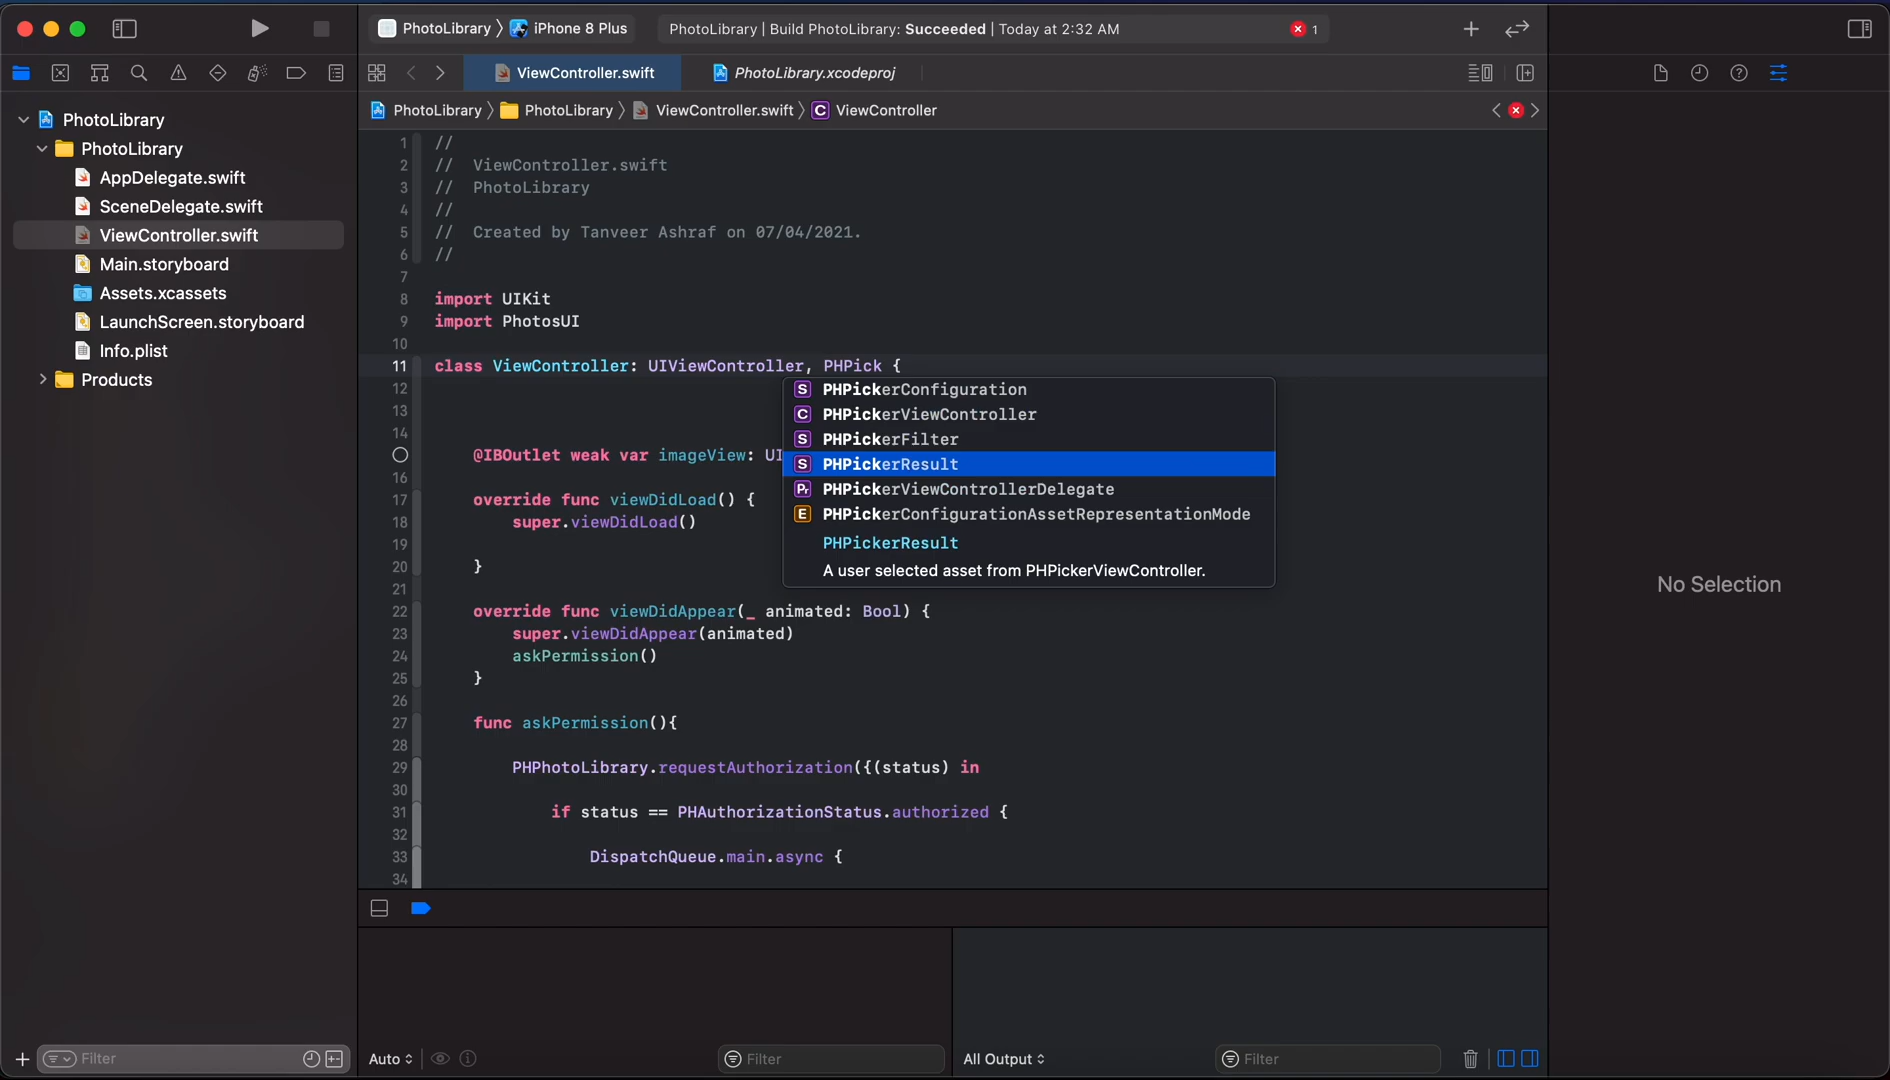 PhotoLibrary
iPhone 8 Plus
PhotoLibrary | Build PhotoLibrary: Succeeded | Today at 2:32 AM
1
ViewController.swift
PhotoLibrary.xcodeproj
PhotoLibrary
PhotoLibrary
ViewController.swift
C ViewController
PhotoLibrary
PhotoLibrary
AppDelegate.swift
SceneDelegate.swift
ViewController.swift
Main.storyboard
Assets.xcassets
LaunchScreen.storyboard
Info.plist
Products
1 //
2 // ViewController.swift
3 // PhotoLibrary
4 //
5 // Created by Tanveer Ashraf on 07/04/2021.
6 //
7
8 import UIKit
9 import PhotosUI
10
11 class ViewController: UIViewController, PHPick {
12
13
14
@IBOutlet weak var imageView: UI
16
17 override func viewDidLoad() {
18 super.viewDidLoad()
19
20 }
21
22 override func viewDidAppear(_ animated: Bool) {
23 super.viewDidAppear(animated)
24 askPermission()
25 }
26
27 func askPermission(){
28
29 PHPhotoLibrary.requestAuthorization({(status) in
30
31 if status == PHAuthorizationStatus.authorized {
32
33 DispatchQueue.main.async {
34
S PHPickerConfiguration
C PHPickerViewController
S PHPickerFilter
S PHPickerResult
Pr PHPickerViewControllerDelegate
E PHPickerConfigurationAssetRepresentationMode
PHPickerResult
A user selected asset from PHPickerViewController.
No Selection
Filter
Auto
Filter
All Output
Filter